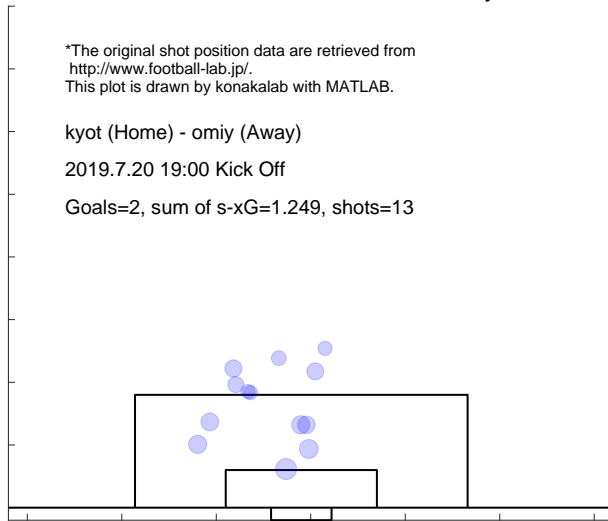 *The original shot position data are retrieved from
http://www.football-lab.jp/.
This plot is drawn by konakalab with MATLAB.
kyot (Home) - omiy (Away)
2019.7.20 19:00 Kick Off
Goals=2, sum of s-xG=1.249, shots=13